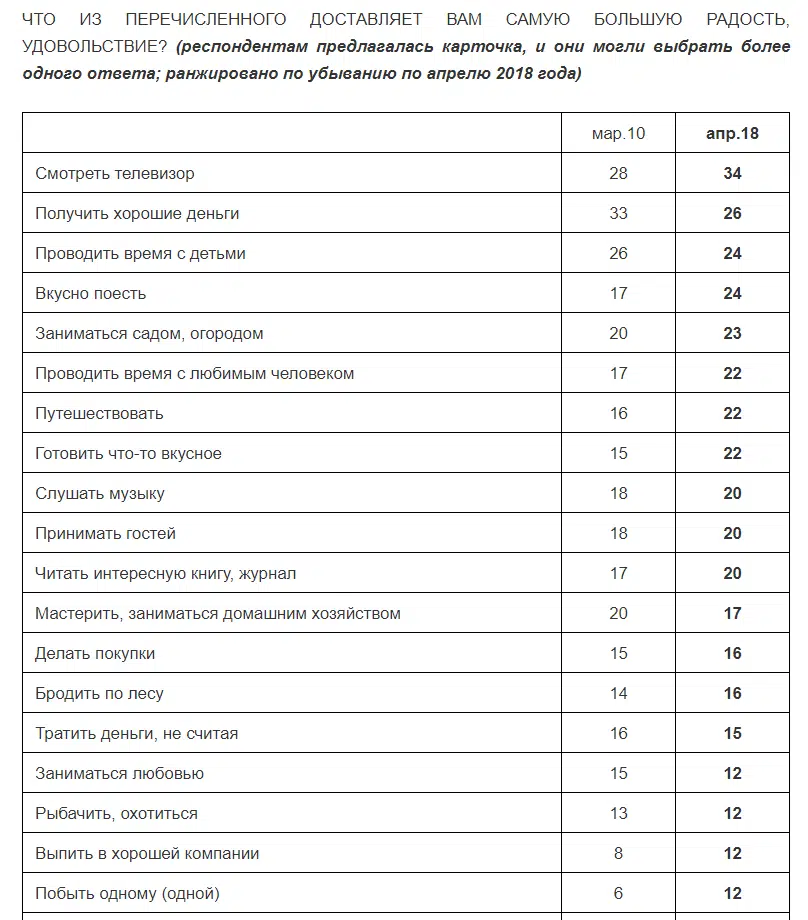 ЧТО ИЗ ПЕРЕЧИСЛЕННОГО ДОСТАВЛЯЕТ ВАМ САМУЮ БОЛЬШУЮ РАДОСТЬ,
УДОВОЛЬСТВИЕ? (респондентам предлагалась карточка, и они могли выбрать более
одного ответа; ранжировано по убыванию по апрелю 2018 года)
мар.10 апр.18
Смотреть телевизор 28 34
Получить хорошие деньги 33 26
Проводить время с детьми 26 24
Вкусно поесть 17 24
Заниматься садом, огородом 20 23
Проводить время с любимым человеком 17 22
Путешествовать 16 22
Готовить что-то вкусное 15 22
Слушать музыку 18 20
Принимать гостей 18 20
Читать интересную книгу, журнал 17 20
Мастерить, заниматься домашним хозяйством 20 17
Делать покупки 15 16
Бродить по лесу 14 16
Тратить деньги, не считая 16 15
Заниматься любовью 15 12
Рыбачить, охотиться 13 12
Выпить в хорошей компании 8 12
Побыть одному (одной) 6 12